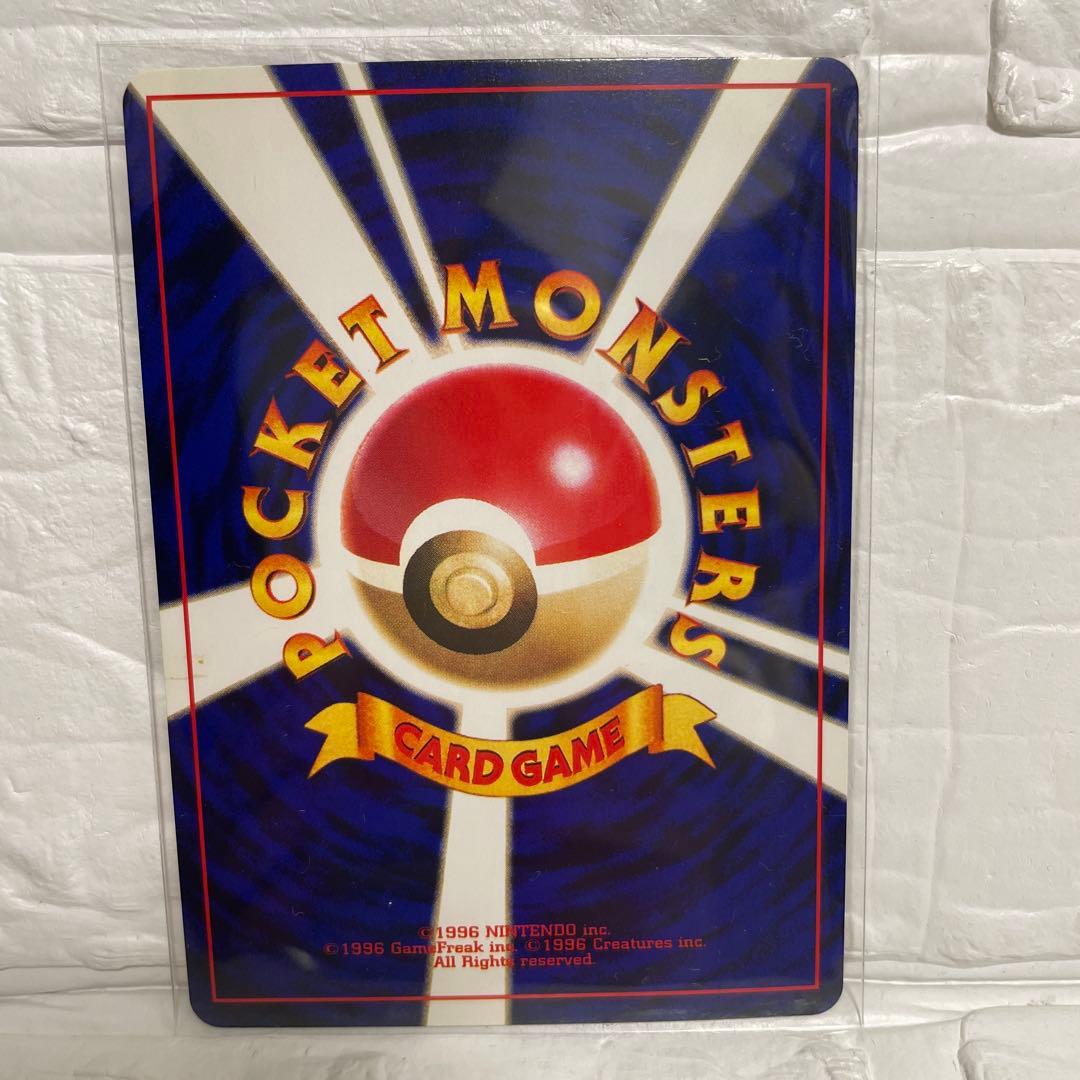 POCKET MONSTERS
CARD GAME
©1996 NINTENDO inc.
©1996 GameFreak inc. ©1996 Creatures inc.
All Rights reserved.